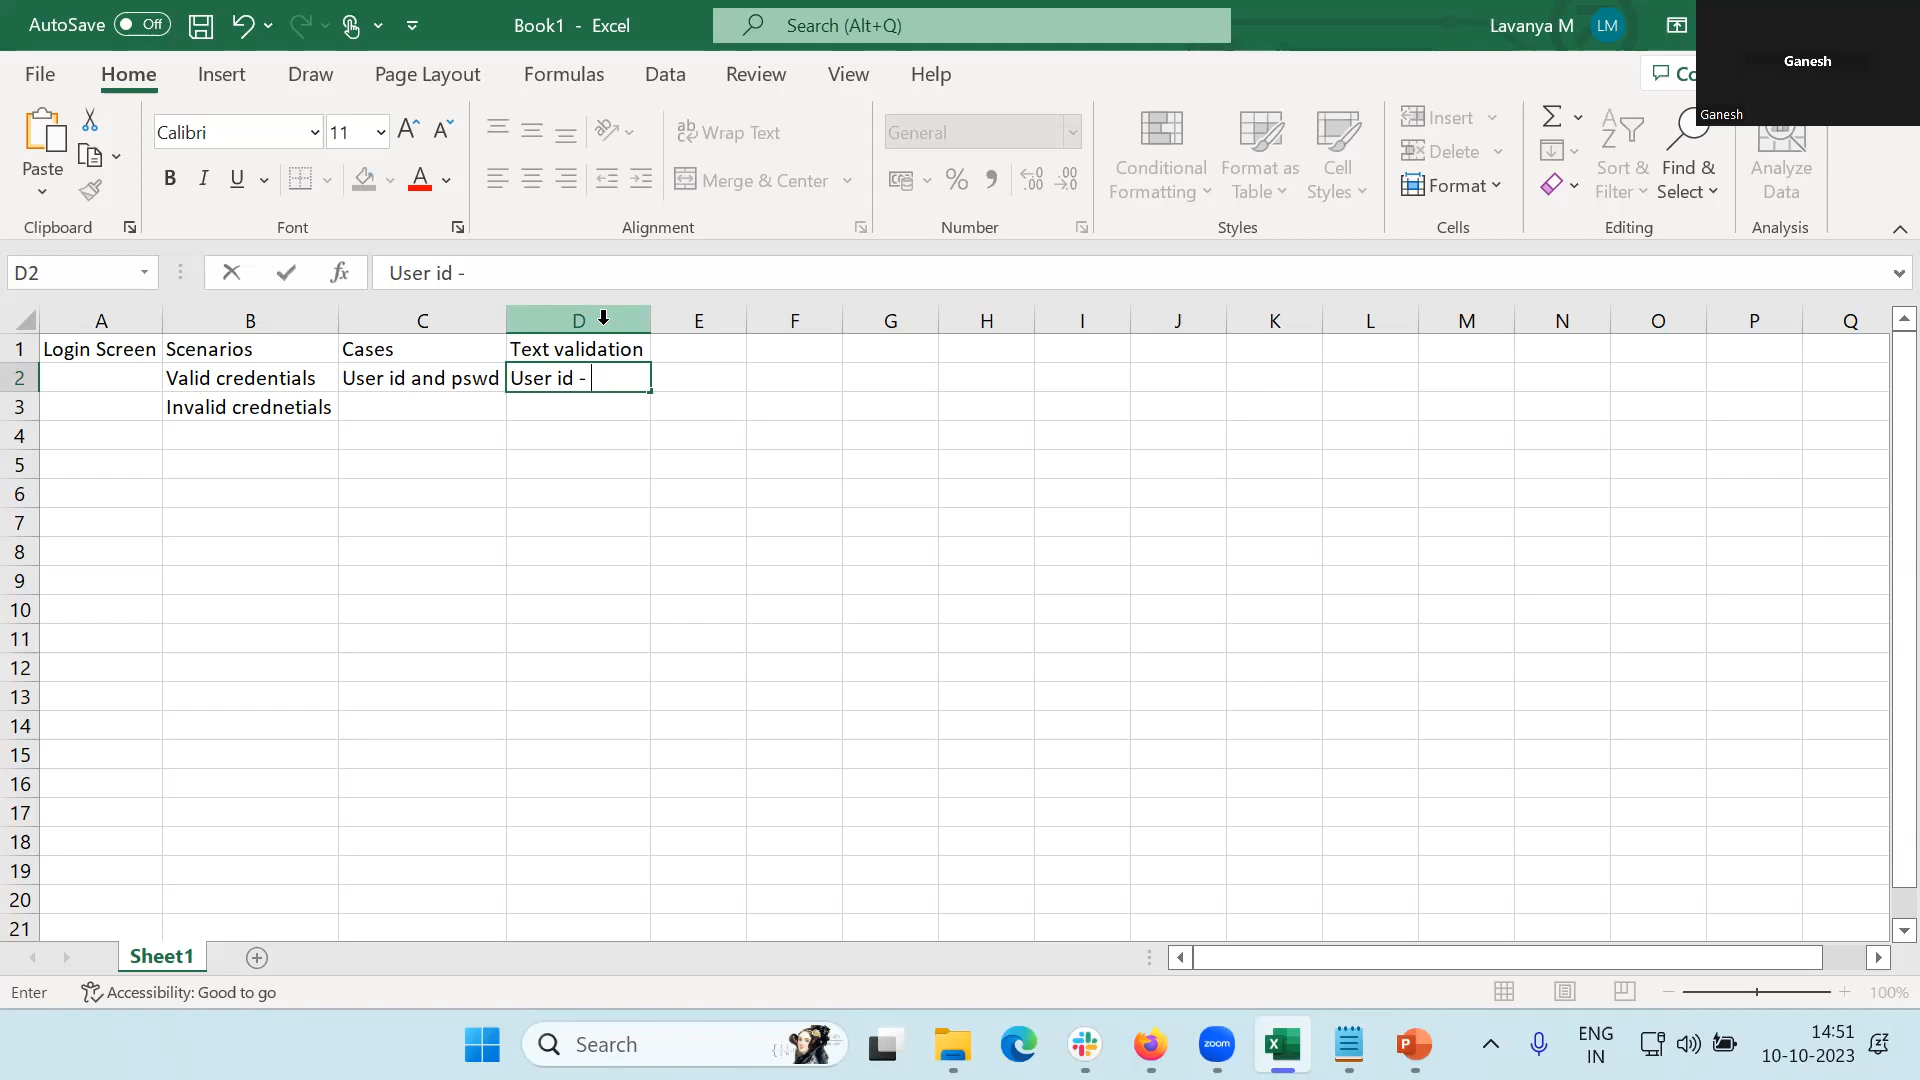 AutoSave Off Book1 - Excel Search (Alt+Q) Lavanya M LM
Ganesh
Ganesh
File Home Insert Draw Page Layout Formulas Data Review View Help
Calibri 11 Wrap Text General Insert
Paste Delete Conditional Formatting Format as Table Cell Styles Sort & Filter Find & Select Analyze Data
B I U A Merge & Center % Format
Clipboard Font Alignment Number Styles Cells Editing Analysis
D2 fx User id -
A B C D E F G H I J K L M N O P Q
1 Login Screen Scenarios Cases Text validation
2 Valid credentials User id and pswd User id -
3 Invalid crednetials
4
5
6
7
8
9
10
11
12
13
14
15
16
17
18
19
20
21
Sheet1
Enter Accessibility: Good to go 100%
Search zoom ENG 14:51
IN 10-10-2023